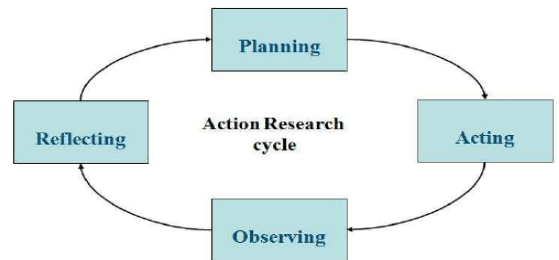 Planning
Action Research
cycle
Reflecting
Acting
Observing